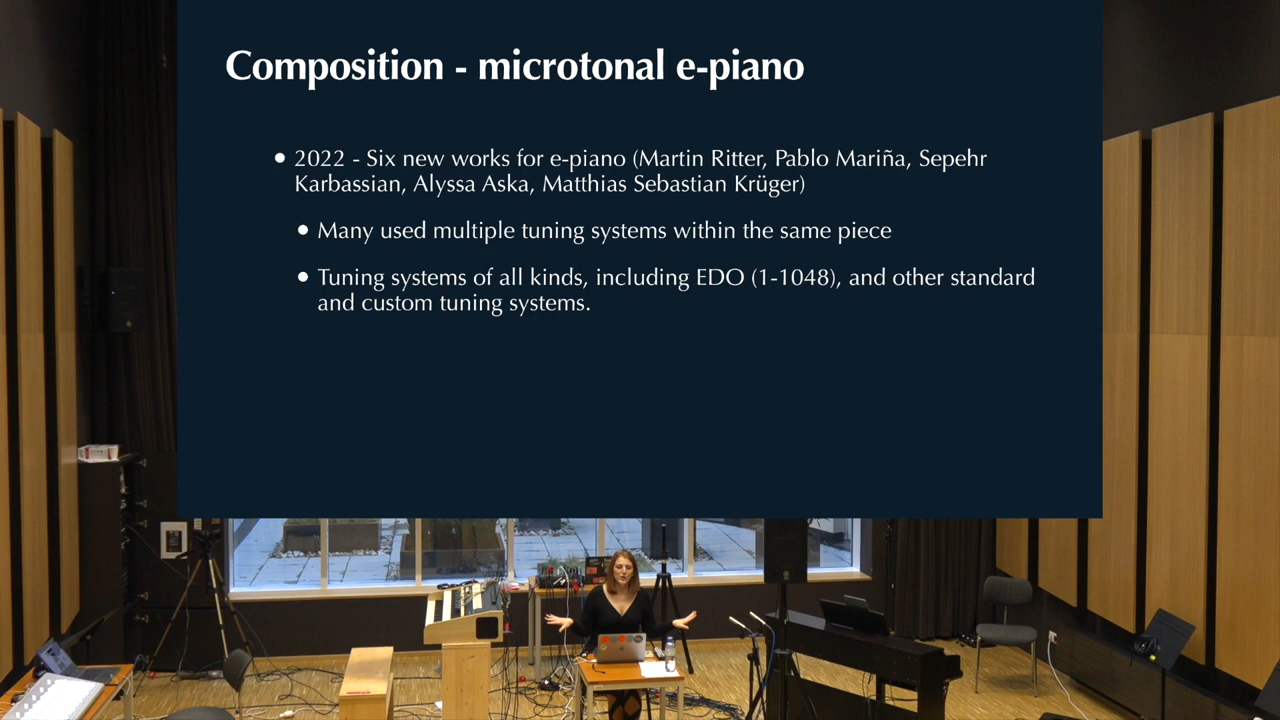 Composition - microtonal e-piano
• 2022 - Six new works for e-piano (Martin Ritter, Pablo Mariña, Sepehr
Karbassian, Alyssa Aska, Matthias Sebastian Krüger)
• Many used multiple tuning systems within the same piece
• Tuning systems of all kinds, including EDO (1-1048), and other standard
and custom tuning systems.